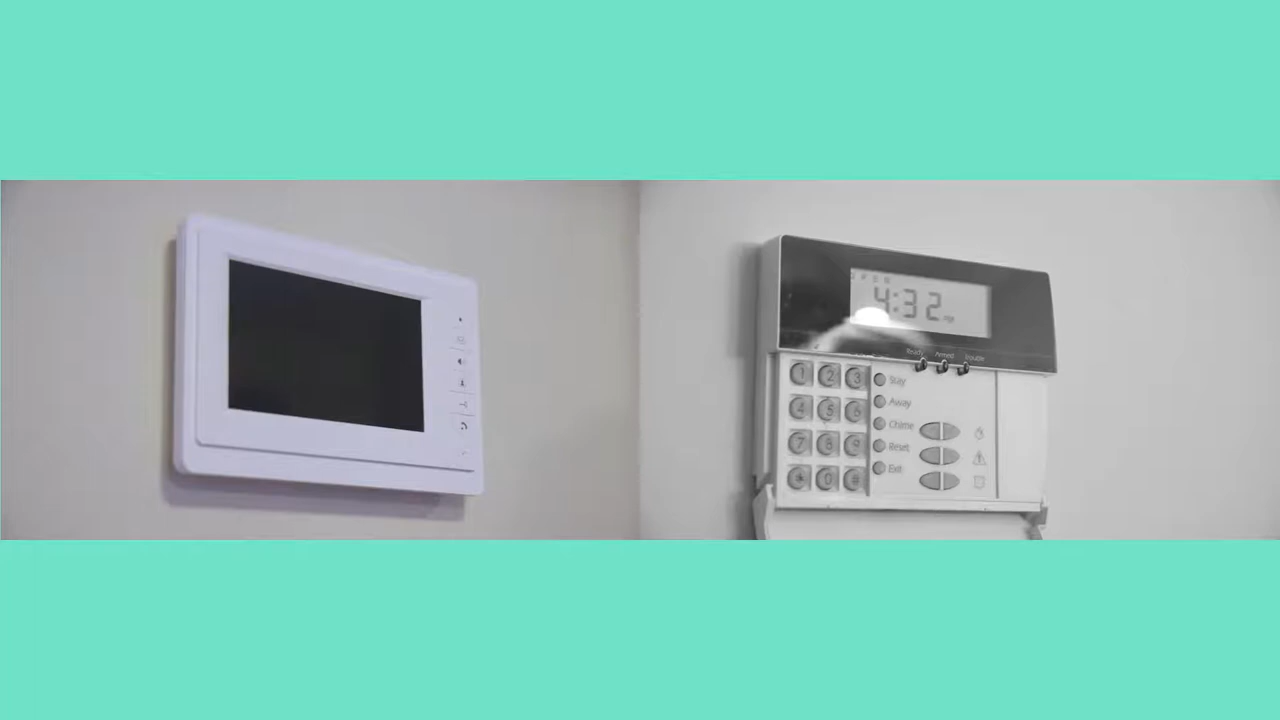 4:32
Ready Armed Trouble
1 2 3 Stay
Away
4 5 6 Chime
7 8 9 Reset
* 0 # Exit